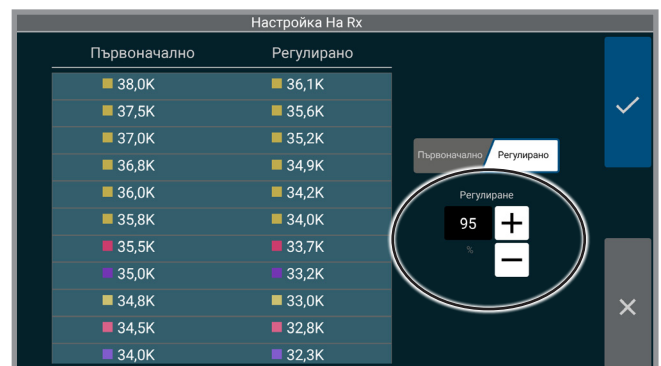 Настройка На Rx
Първоначално Регулирано
38,0K 36,1K
37,5K 35,6K
37,0K 35,2K
36,8K 34,9K
36,0K 34,2K
35,8K 34,0K
35,5K 33,7K
35,0K 33,2K
34,8K 33,0K
34,5K 32,8K
34,0K 32,3K
Първоначално Регулирано
Регулиране
95
%